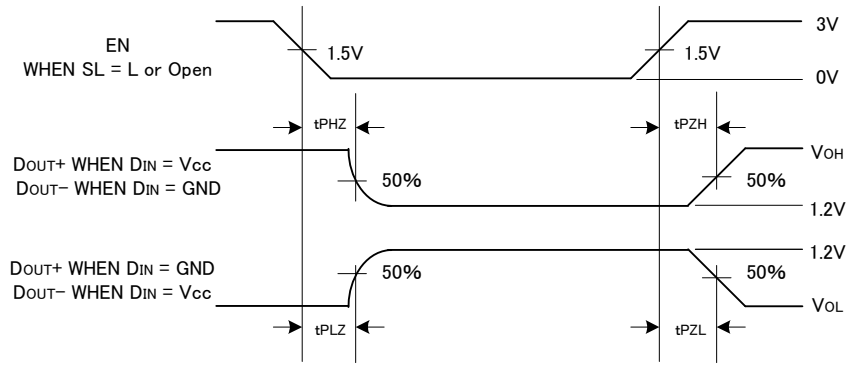 EN
WHEN SL = L or Open
1.5V
1.5V
3V
0V
tPHZ
tPZH
DOUT+ WHEN DIN = Vcc
DOUT− WHEN DIN = GND
50%
50%
VOH
1.2V
1.2V
DOUT+ WHEN DIN = GND
DOUT− WHEN DIN = Vcc
50%
50%
VOL
tPLZ
tPZL